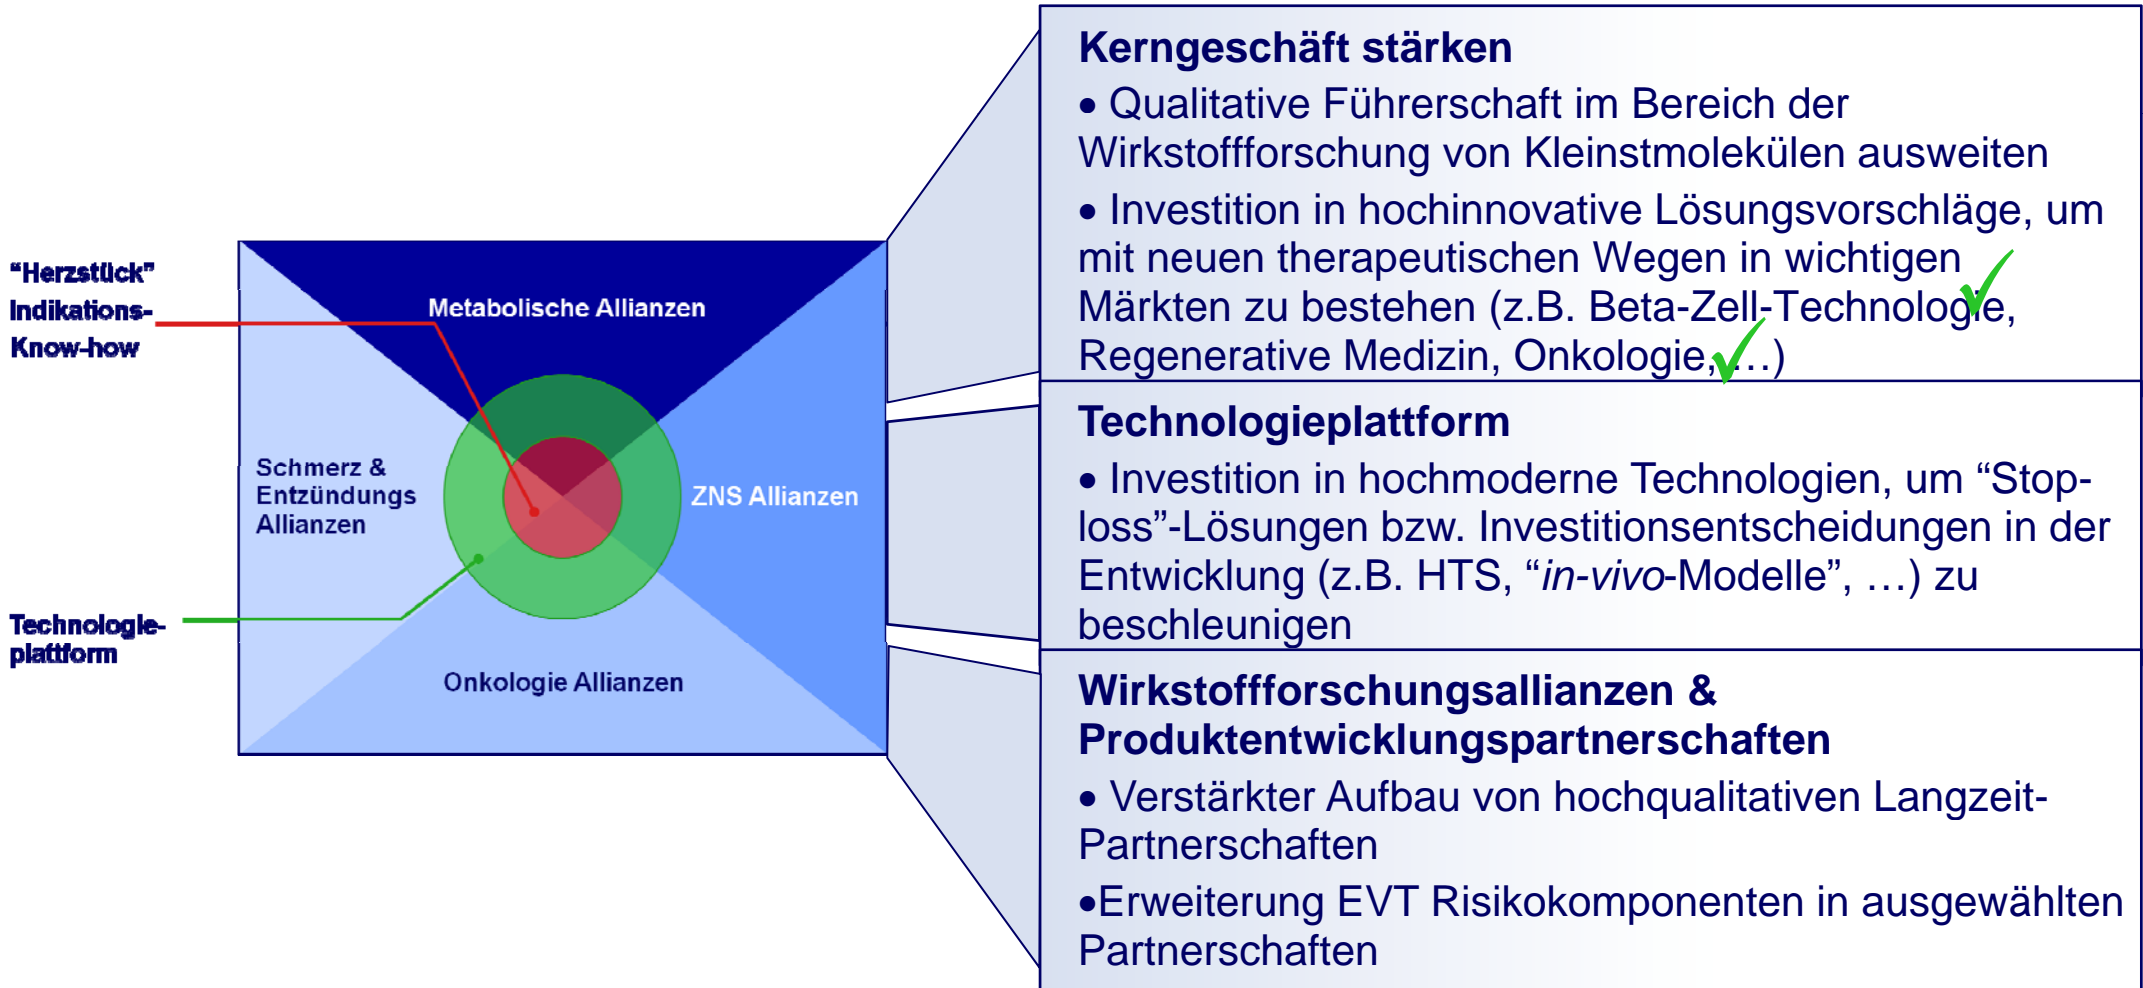 “Herzstück”
Indikations-
Know-how
Metabolische Allianzen
Schmerz &
Entzündungs
Allianzen
ZNS Allianzen
Technologie-
plattform
Onkologie Allianzen
Kerngeschäft stärken
• Qualitative Führerschaft im Bereich der
Wirkstoffforschung von Kleinstmolekülen ausweiten
• Investition in hochinnovative Lösungsvorschläge, um
mit neuen therapeutischen Wegen in wichtigen
Märkten zu bestehen (z.B. Beta-Zell-Technologie,
Regenerative Medizin, Onkologie, …)
Technologieplattform
• Investition in hochmoderne Technologien, um “Stop-
loss”-Lösungen bzw. Investitionsentscheidungen in der
Entwicklung (z.B. HTS, “in-vivo-Modelle”, …) zu
beschleunigen
Wirkstoffforschungsallianzen &
Produktentwicklungspartnerschaften
• Verstärkter Aufbau von hochqualitativen Langzeit-
Partnerschaften
•Erweiterung EVT Risikokomponenten in ausgewählten
Partnerschaften